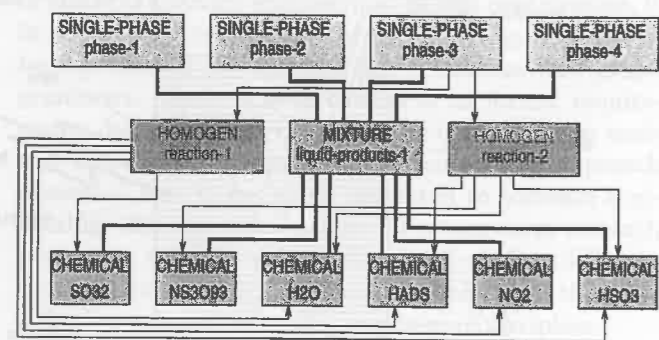 SINGLE-PHASE
phase-1
SINGLE-PHASE
phase-2
SINGLE-PHASE
phase-3
SINGLE-PHASE
phase-4
HOMOGEN
reaction-1
MIXTURE
liquid-products-1
HOMOGEN
reaction-2
CHEMICAL
SO32
CHEMICAL
NS3O93
CHEMICAL
H2O
CHEMICAL
HADS
CHEMICAL
NO2
CHEMICAL
HSO3